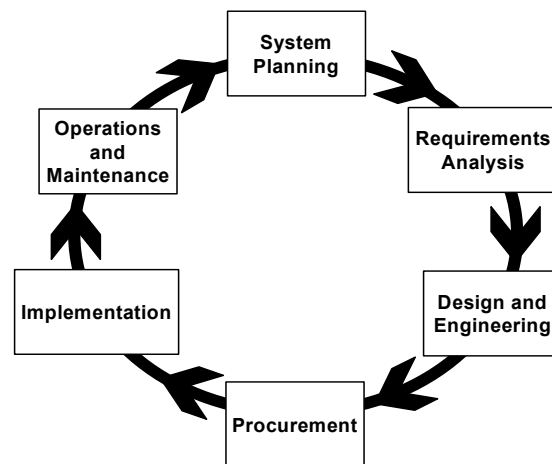 System
Planning
Requirements
Analysis
Design and
Engineering
Procurement
Implementation
Operations
and
Maintenance